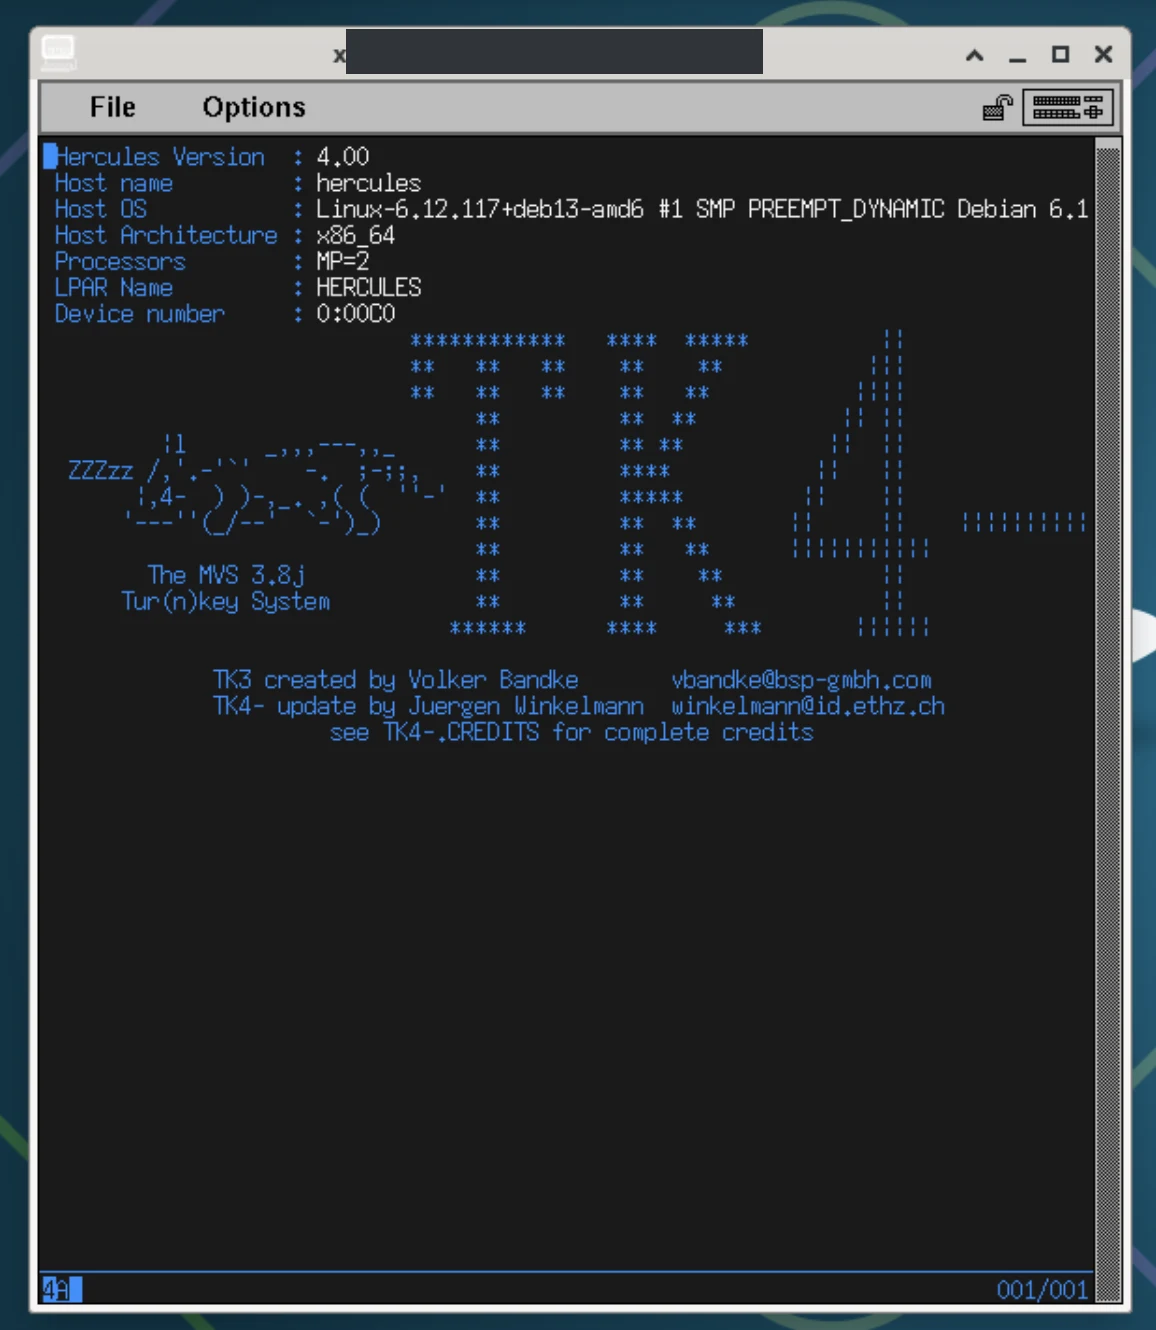 x
File Options
Hercules Version : 4.00
Host name : hercules
Host OS : Linux-6.12.117+deb13-amd6 #1 SMP PREEMPT_DYNAMIC Debian 6.1
Host Architecture : x86_64
Processors : MP=2
LPAR Name : HERCULES
Device number : 0:00C0
TK4-
ZZZzz
The MVS 3.8j
Tur(n)key System
TK3 created by Volker Bandke vbandke@bsp-gmbh.com
TK4- update by Juergen Winkelmann winkelmann@id.ethz.ch
see TK4-.CREDITS for complete credits
4A 001/001